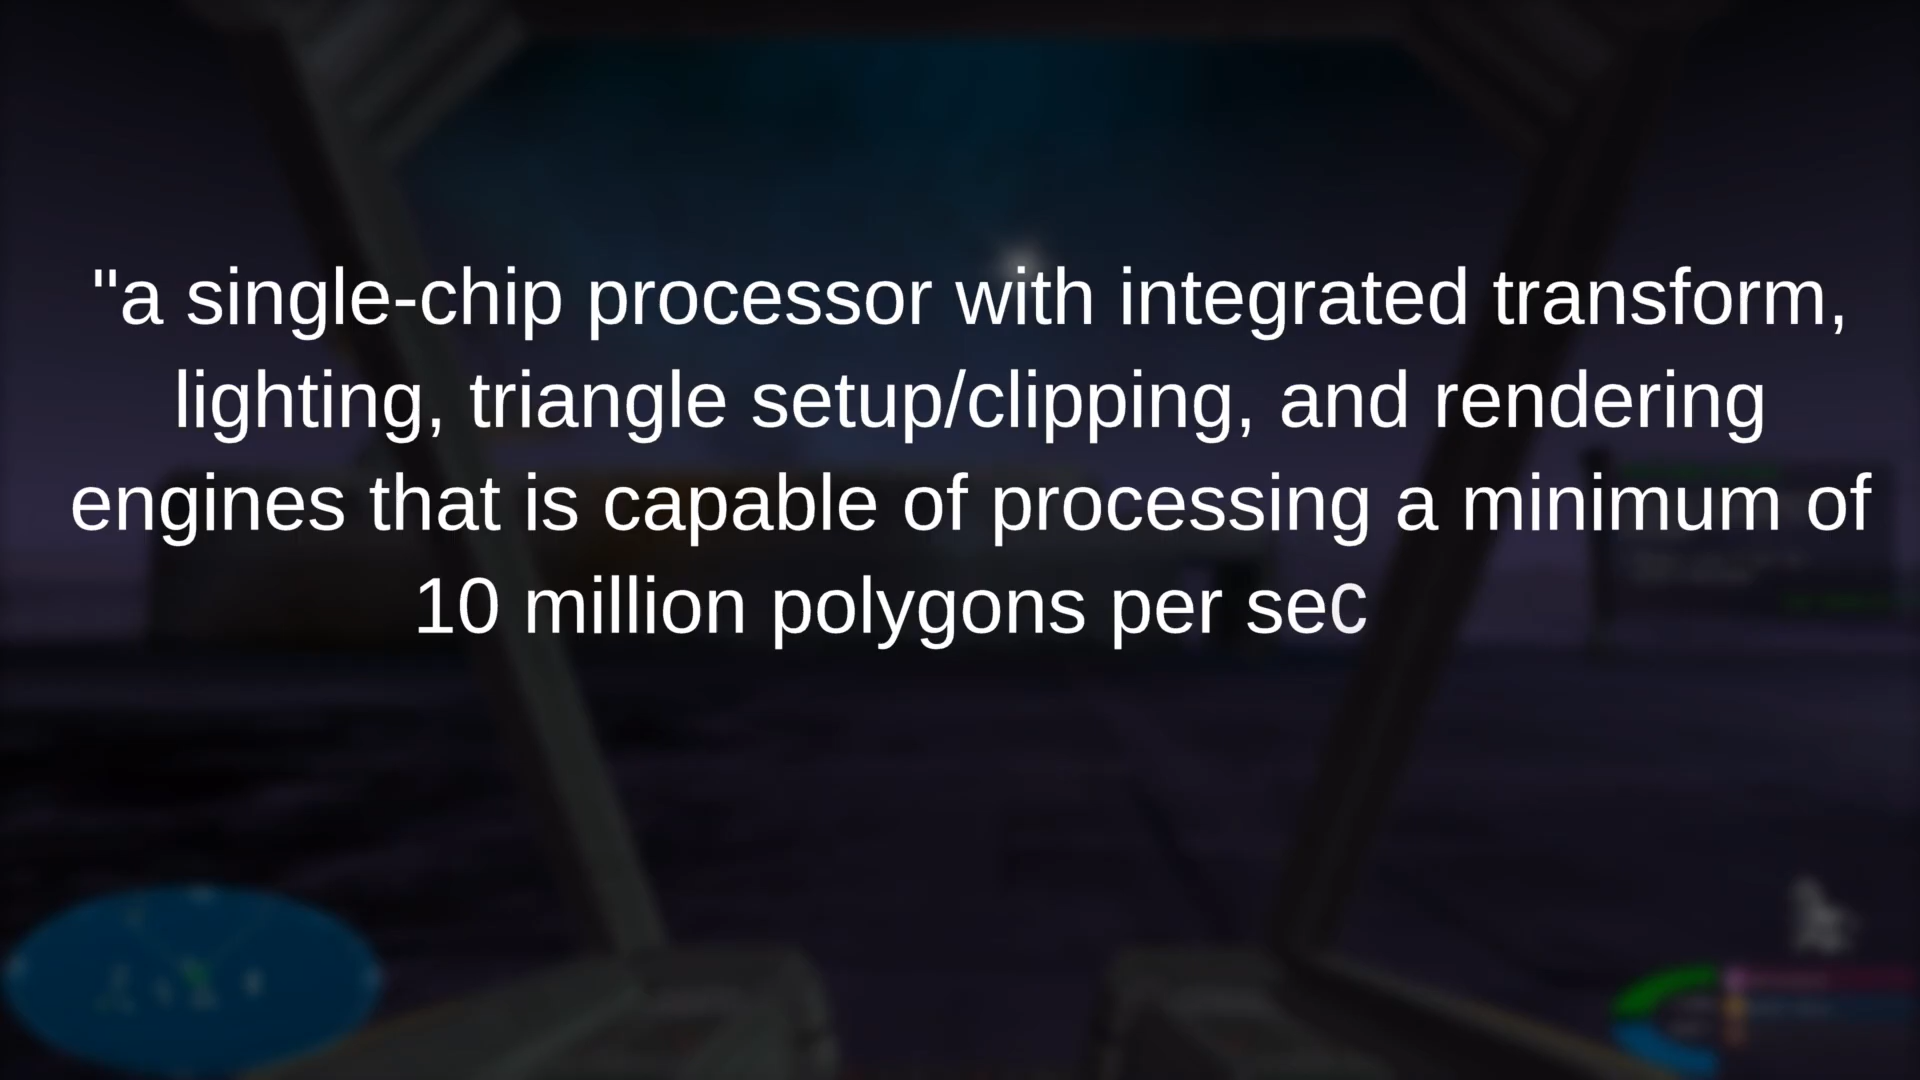 "a single-chip processor with integrated transform,
lighting, triangle setup/clipping, and rendering
engines that is capable of processing a minimum of
10 million polygons per sec